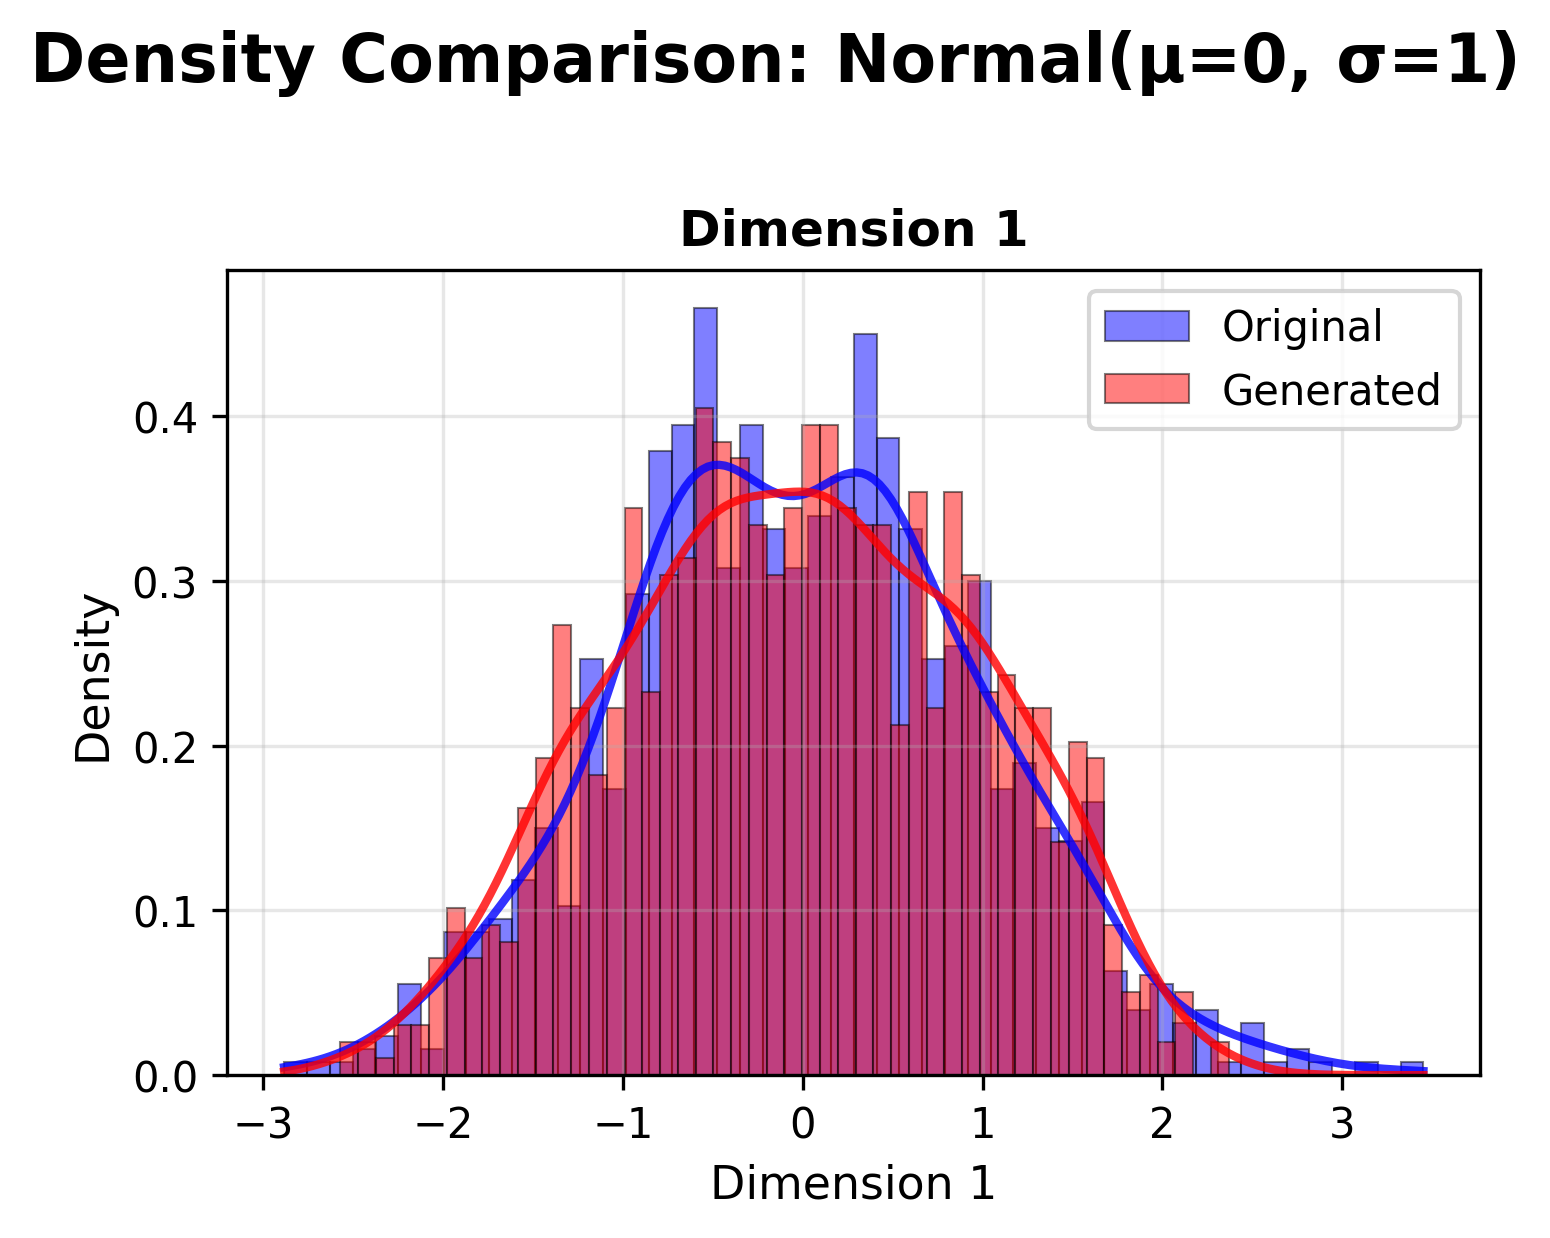 Density Comparison: Normal(μ=0, σ=1)
Dimension 1
Original
Generated
Density
0.4
0.3
0.2
0.1
0.0
−3 −2 −1 0 1 2 3
Dimension 1